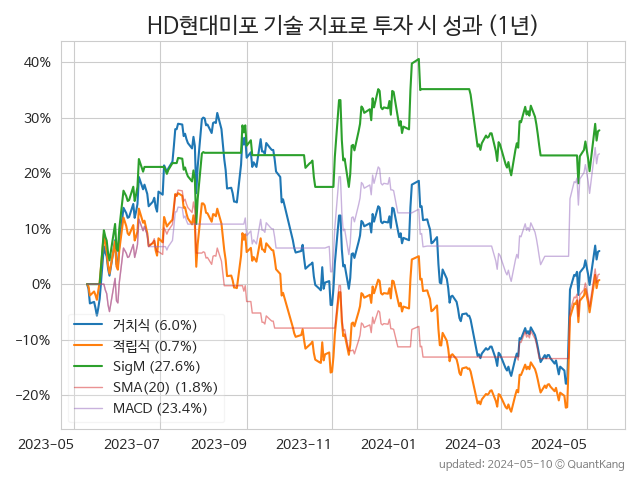 HD현대미포 기술 지표로 투자 시 성과 (1년)
40%
30%
20%
10%
0%
−10%
−20%
거치식 (6.0%)
적립식 (0.7%)
SigM (27.6%)
SMA(20) (1.8%)
MACD (23.4%)
2023-05
2023-07
2023-09
2023-11
2024-01
2024-03
2024-05
updated: 2024-05-10 © QuantKang